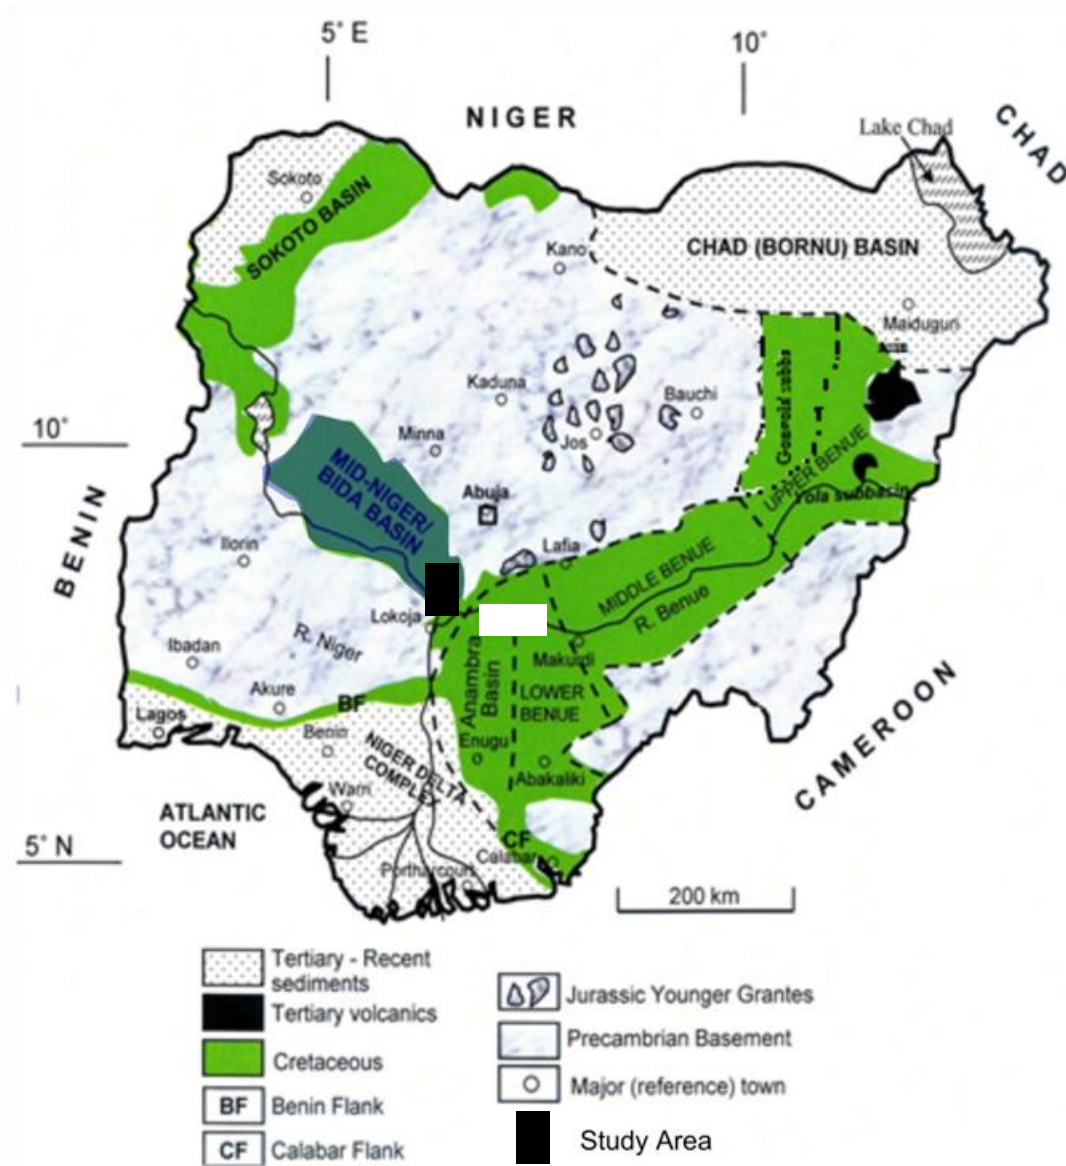 5° E
10°
NIGER
CHAD
Lake Chad
Sokoto
SOKOTO BASIN
Kano
CHAD (BORNU) BASIN
Maiduguri
Kaduna
Bauchi
Gongola subba
10°
Minna
Jos
UPPER BENUE
MID-NIGER/
BIDA BASIN
Abuja
Yola subbasin
BENIN
Ilorin
Lafia
MIDDLE BENUE
R. Benue
Lokoja
R. Niger
Ibadan
Anambra
Basin
Makurdi
Akure
BF
LOWER
BENUE
Lagos
Benin
NIGER DELTA
COMPLEX
Enugu
Abakaliki
CAMEROON
Warri
ATLANTIC
OCEAN
CF
Calabar
5° N
Portharcourt
200 km
Tertiary - Recent
sediments
Tertiary volcanics
Cretaceous
BF Benin Flank
CF Calabar Flank
Jurassic Younger Grantes
Precambrian Basement
Major (reference) town
Study Area